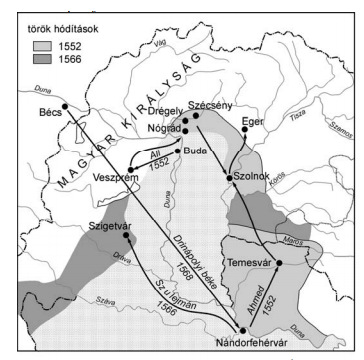 török hódítások
1552
1566
Vág
Duna
Bécs
MAGYAR KIRÁLYSÁG
Drégely
Szécsény
Nógrád
Eger
Tisza
Szamos
Ali
1552
Buda
Veszprém
Szolnok
Körös
Duna
Szigetvár
Drinápolyi béke
1568
Maros
Dráva
Temesvár
Szulejmán
1566
Ahmed
1552
Száva
Duna
Nándorfehérvár